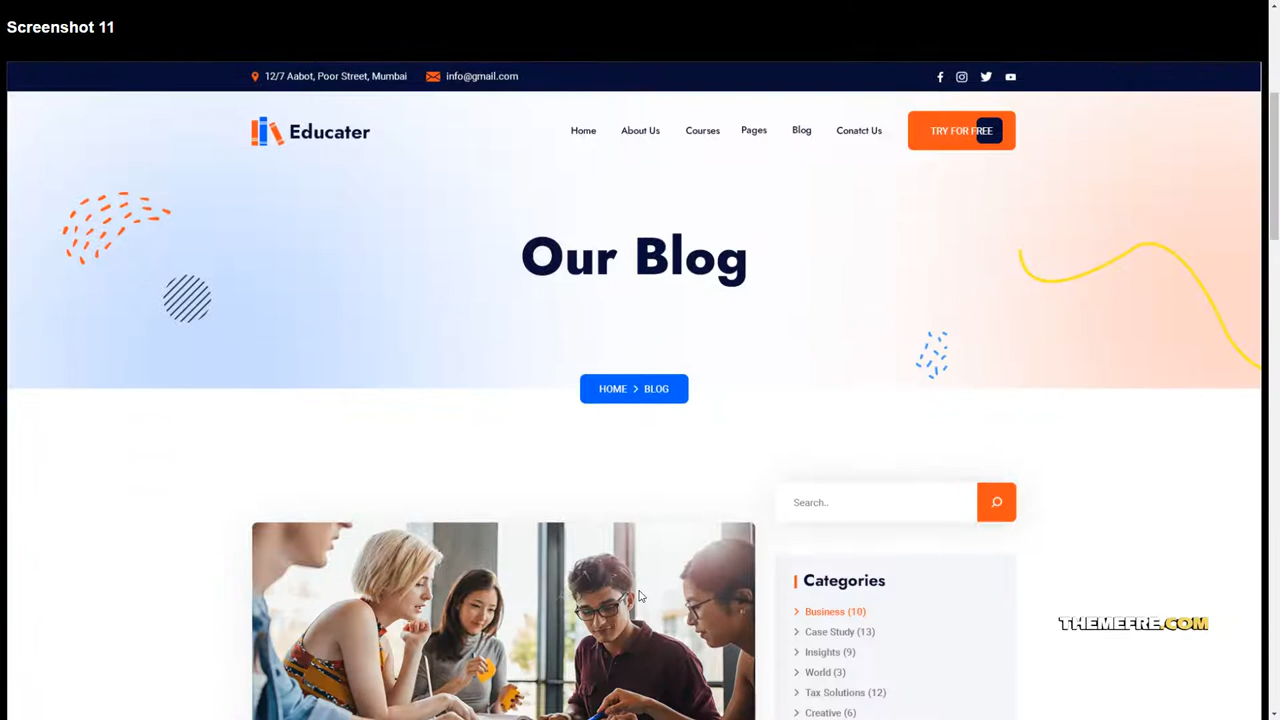 Screenshot 11
12/7 Aabot, Poor Street, Mumbai info@gmail.com
Educater Home About Us Courses Pages Blog Conatct Us TRY FOR FREE
Our Blog
HOME > BLOG
Search..
Categories
Business (10)
Case Study (13)
Insights (9)
World (3)
Tax Solutions (12)
Creative (6)
THEMEFRE.COM